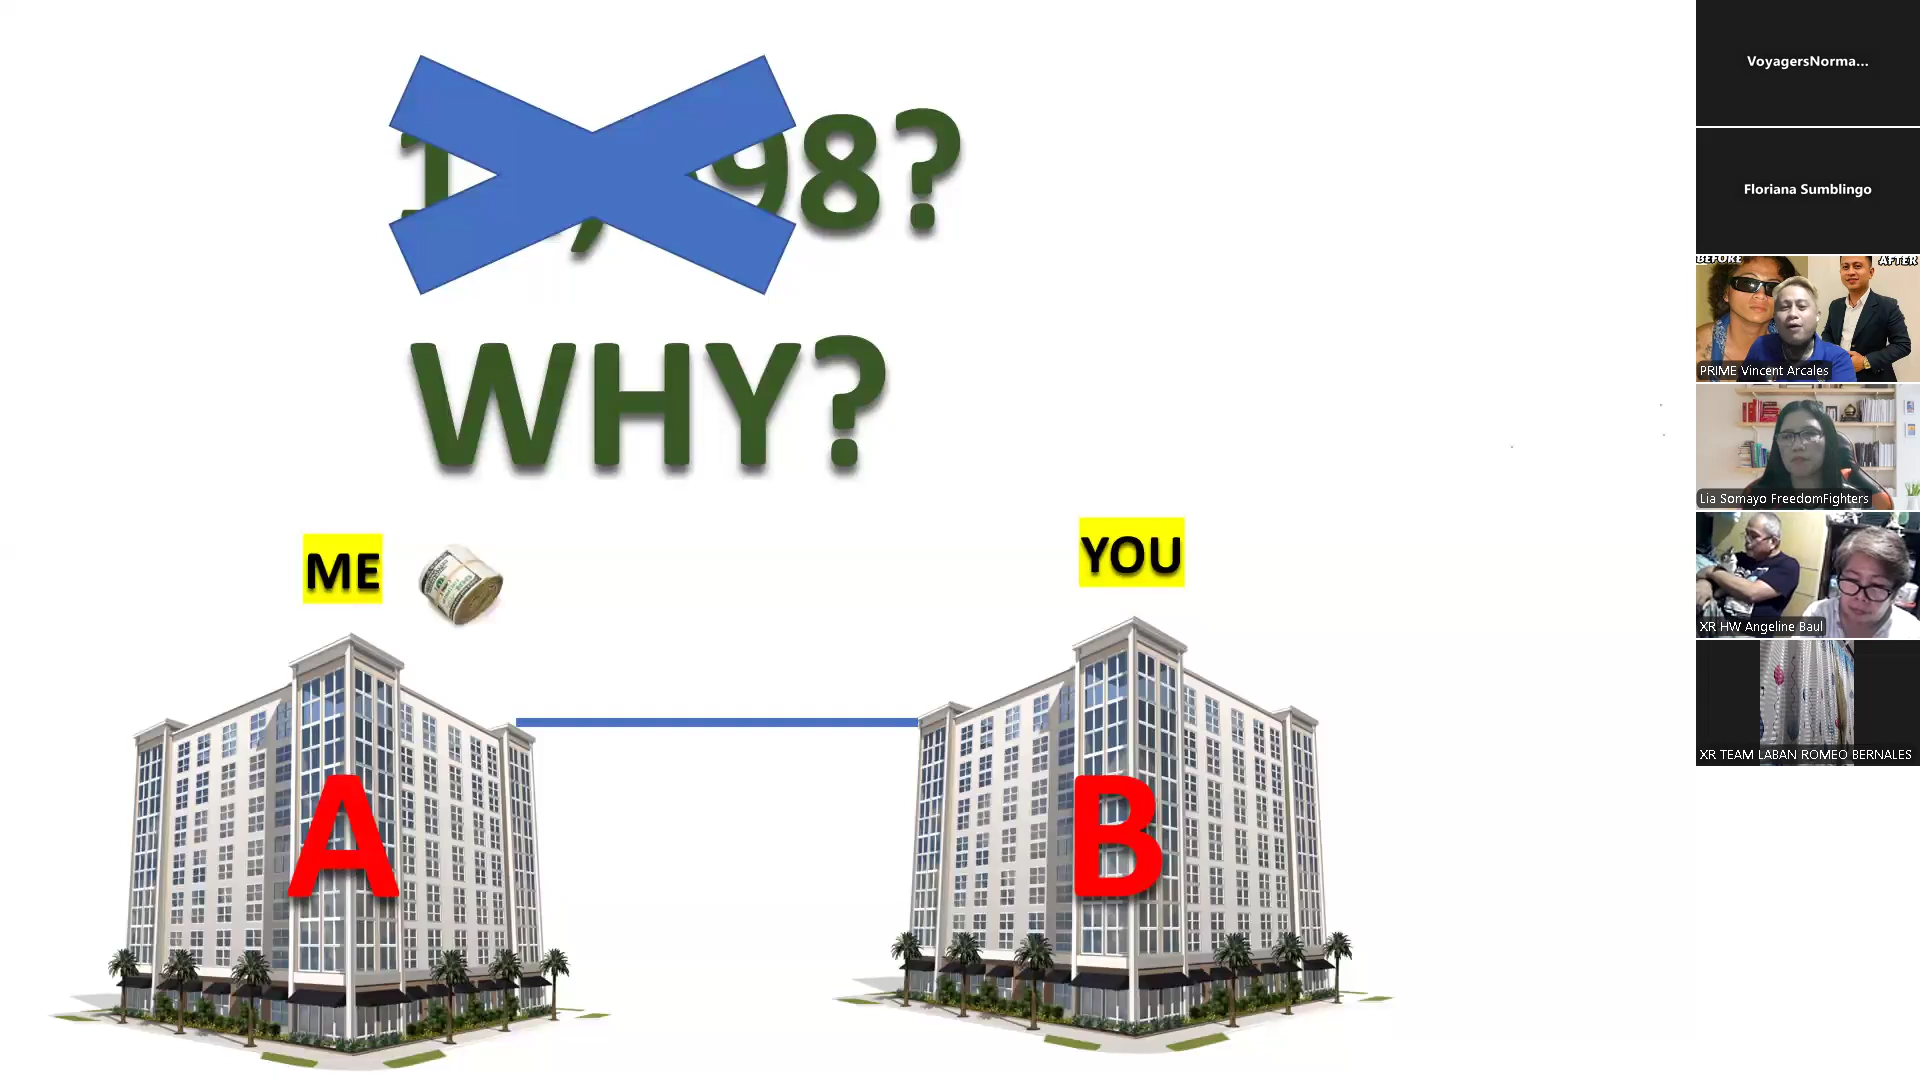 98?
WHY?
ME
YOU
A
B
VoyagersNorma...
Floriana Sumblingo
BEFORE
AFTER
PRIME Vincent Arcales
Lia Somayo FreedomFighters
XR HW Angeline Baul
XR TEAM LABAN ROMEO BERNALES